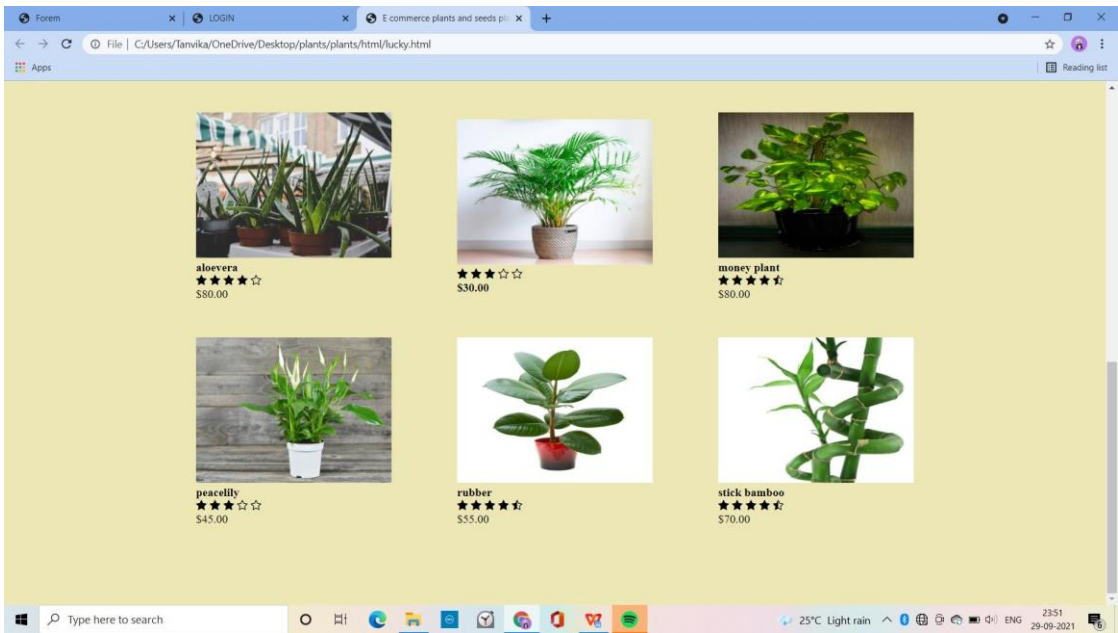 Forem
LOGIN
E commerce plants and seeds pl
File | C:/Users/Tanvika/OneDrive/Desktop/plants/plants/html/lucky.html
Apps
Reading list
aloevera
$80.00
$30.00
money plant
$80.00
peacelily
$45.00
rubber
$55.00
stick bamboo
$70.00
Type here to search
25°C Light rain
ENG
23:51
29-09-2021
6